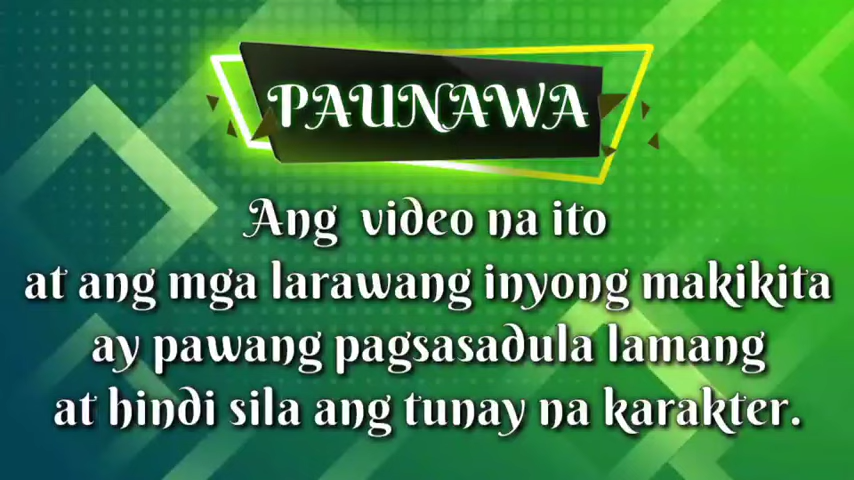 PAUNAWA
Ang video na ito
at ang mga larawang inyong makikita
ay pawang pagsasadula lamang
at hindi sila ang tunay na karakter.